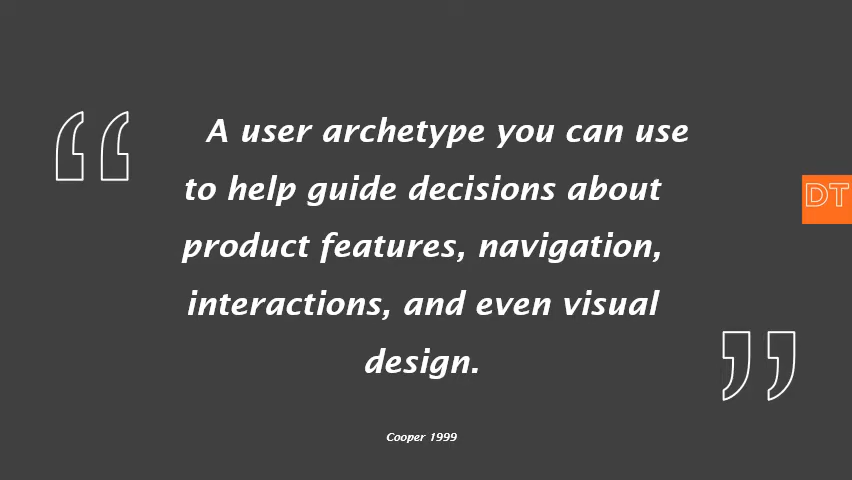 A user archetype you can use
to help guide decisions about
product features, navigation,
interactions, and even visual
design.
DT
Cooper 1999